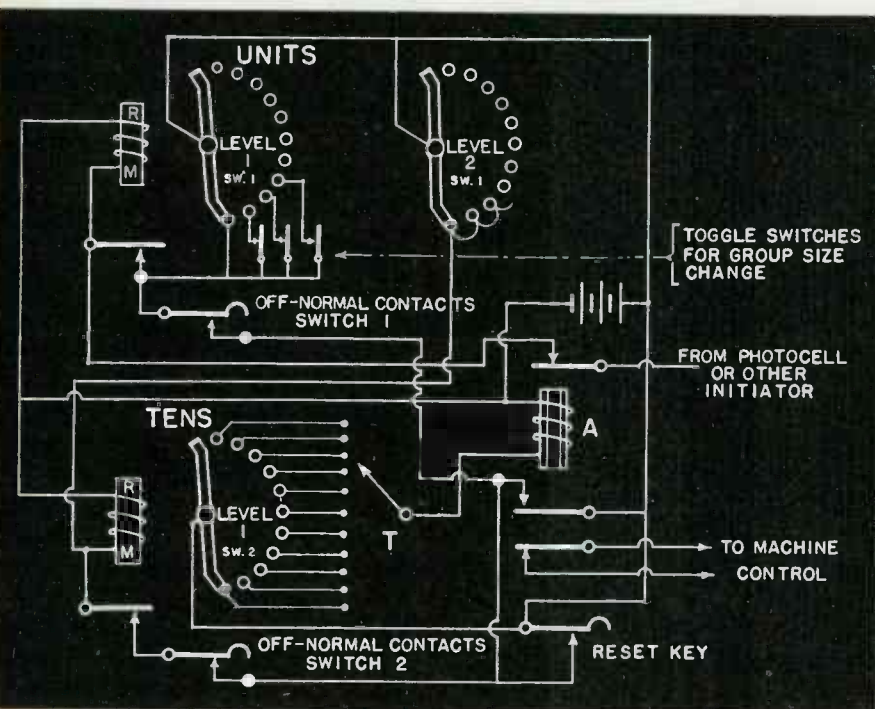 UNITS
R
M
LEVEL
1
SW. 1
LEVEL
2
SW. 1
TOGGLE SWITCHES
FOR GROUP SIZE
CHANGE
OFF-NORMAL CONTACTS
SWITCH 1
FROM PHOTOCELL
OR OTHER
INITIATOR
TENS
A
R
M
LEVEL
1
SW. 2
T
TO MACHINE
CONTROL
OFF-NORMAL CONTACTS
SWITCH 2
RESET KEY